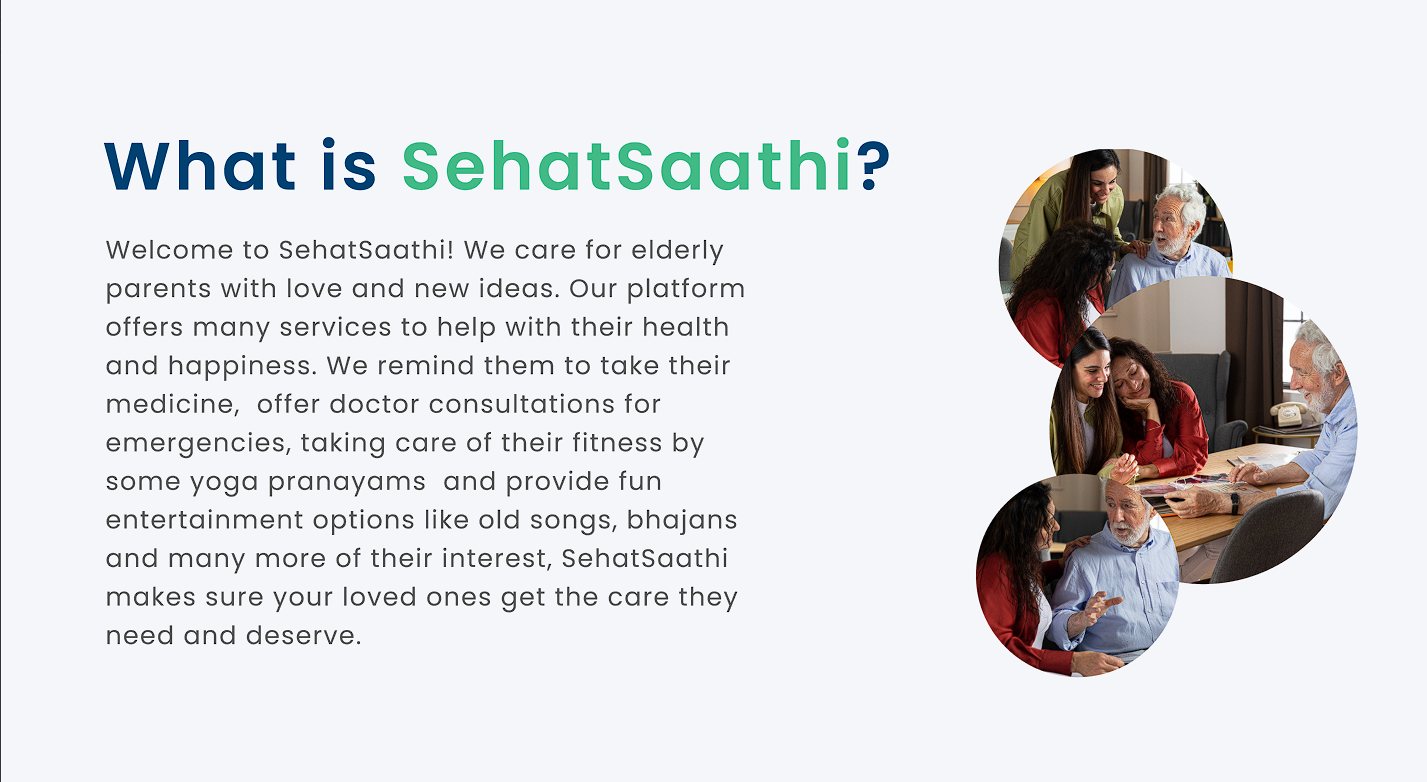 What is SehatSaathi?
Welcome to SehatSaathi! We care for elderly
parents with love and new ideas. Our platform
offers many services to help with their health
and happiness. We remind them to take their
medicine,  offer doctor consultations for
emergencies, taking care of their fitness by
some yoga pranayams  and provide fun
entertainment options like old songs, bhajans
and many more of their interest, SehatSaathi
makes sure your loved ones get the care they
need and deserve.